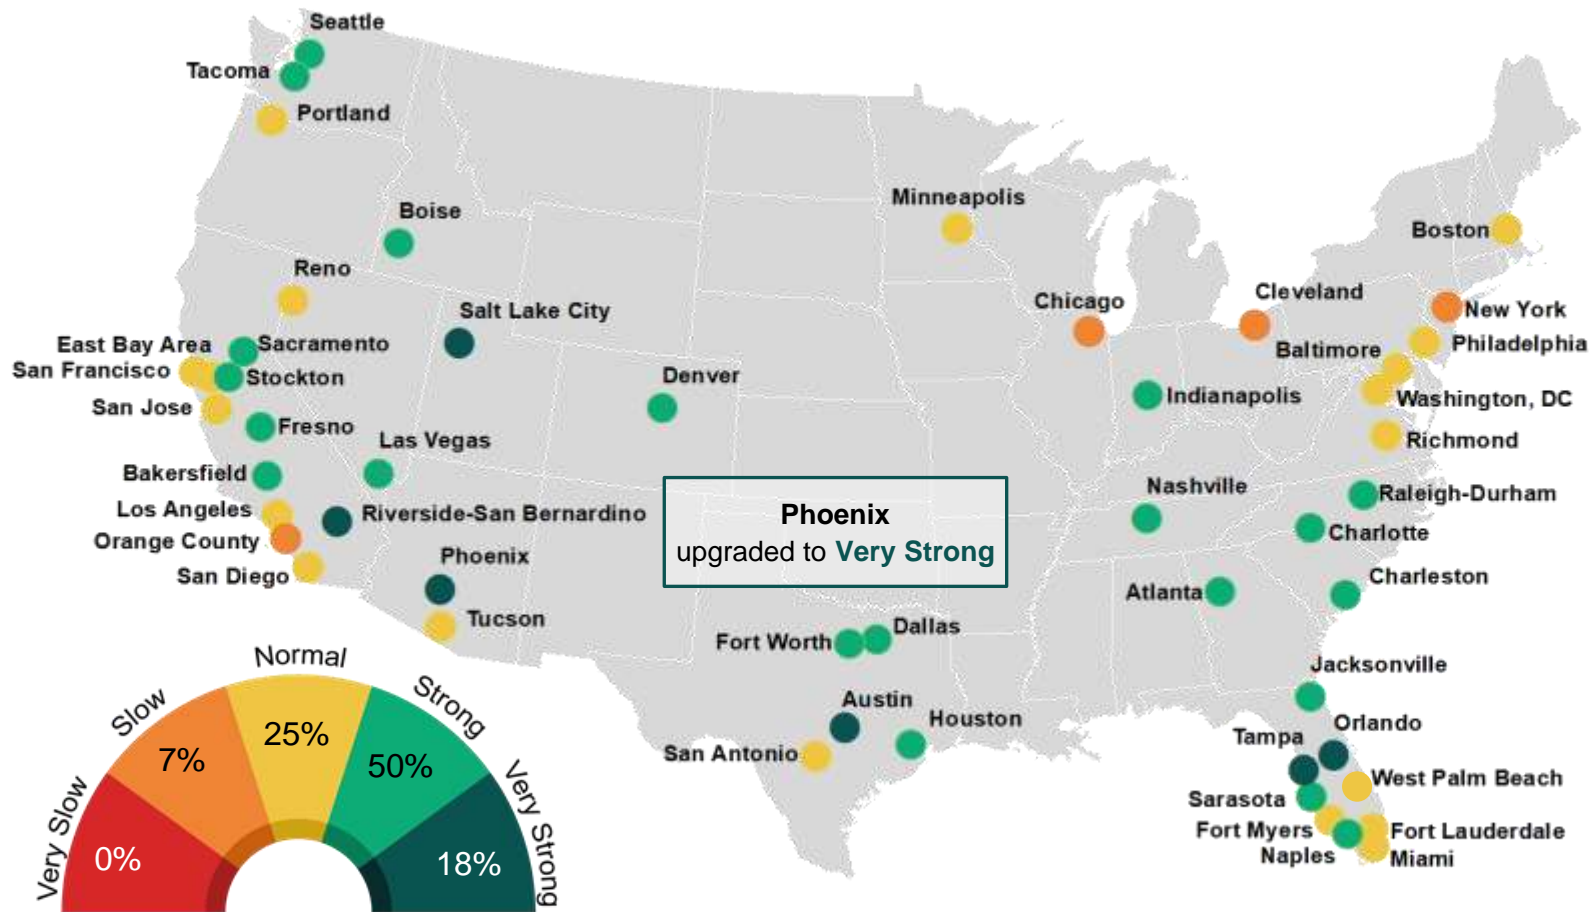 Seattle
Tacoma
Portland
Boise
Minneapolis
Boston
Reno
Salt Lake City
Chicago
Cleveland
New York
East Bay Area
Sacramento
Baltimore
Philadelphia
San Francisco
Stockton
Denver
Indianapolis
Washington, DC
San Jose
Fresno
Las Vegas
Richmond
Bakersfield
Nashville
Raleigh-Durham
Los Angeles
Riverside-San Bernardino
Phoenix
upgraded to Very Strong
Charlotte
Orange County
Phoenix
San Diego
Charleston
Atlanta
Tucson
Fort Worth
Dallas
Jacksonville
Austin
Houston
Orlando
Tampa
San Antonio
West Palm Beach
Sarasota
Fort Myers
Fort Lauderdale
Naples
Miami
Normal
Slow
Strong
Very Slow
Very Strong
25%
7%
50%
0%
18%